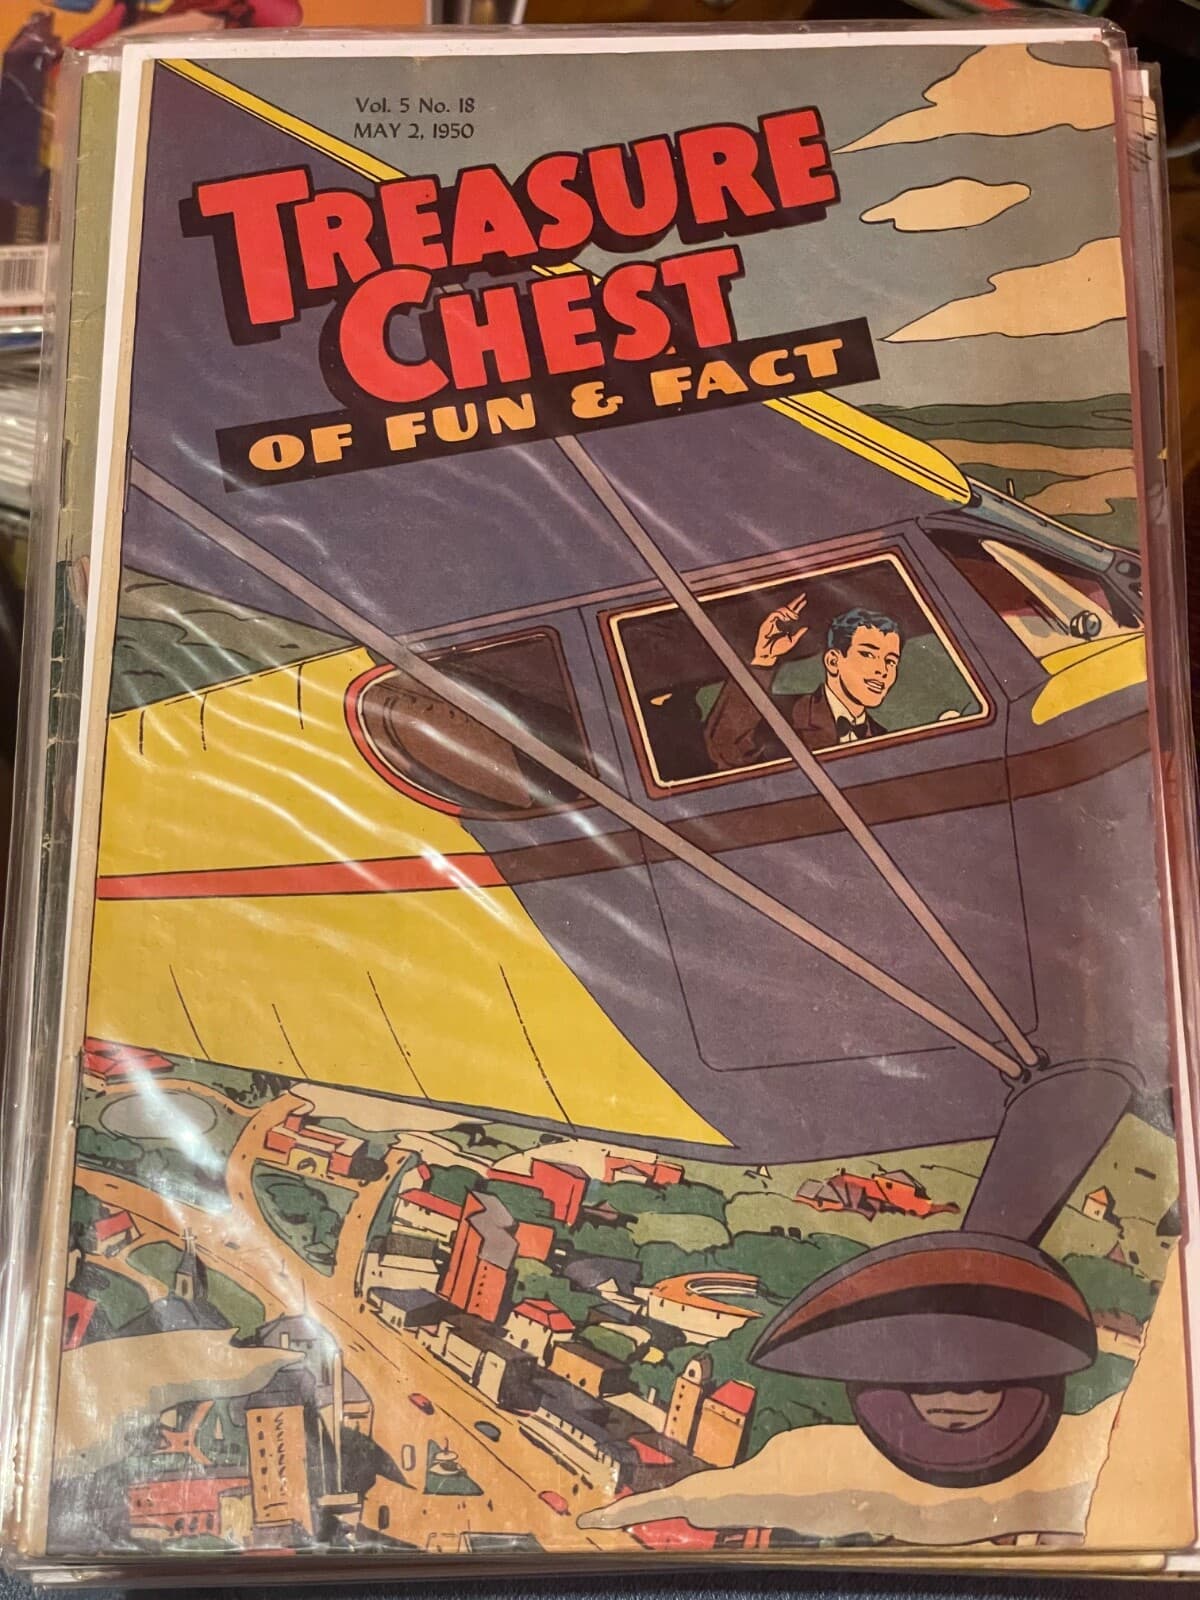 Vol. 5 No. 18
MAY 2, 1950
TREASURE
CHEST
OF FUN & FACT